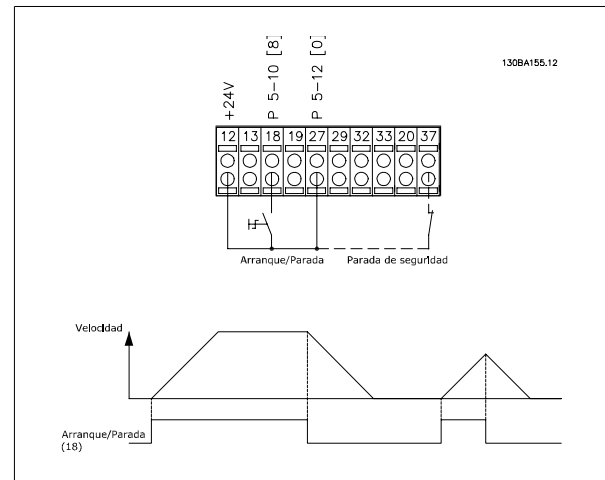 130BA155.12
+24V
P 5-10 [8]
P 5-12 [0]
12 13 18 19 27 29 32 33 20 37
Arranque/Parada Parada de seguridad
Velocidad
Arranque/Parada
(18)